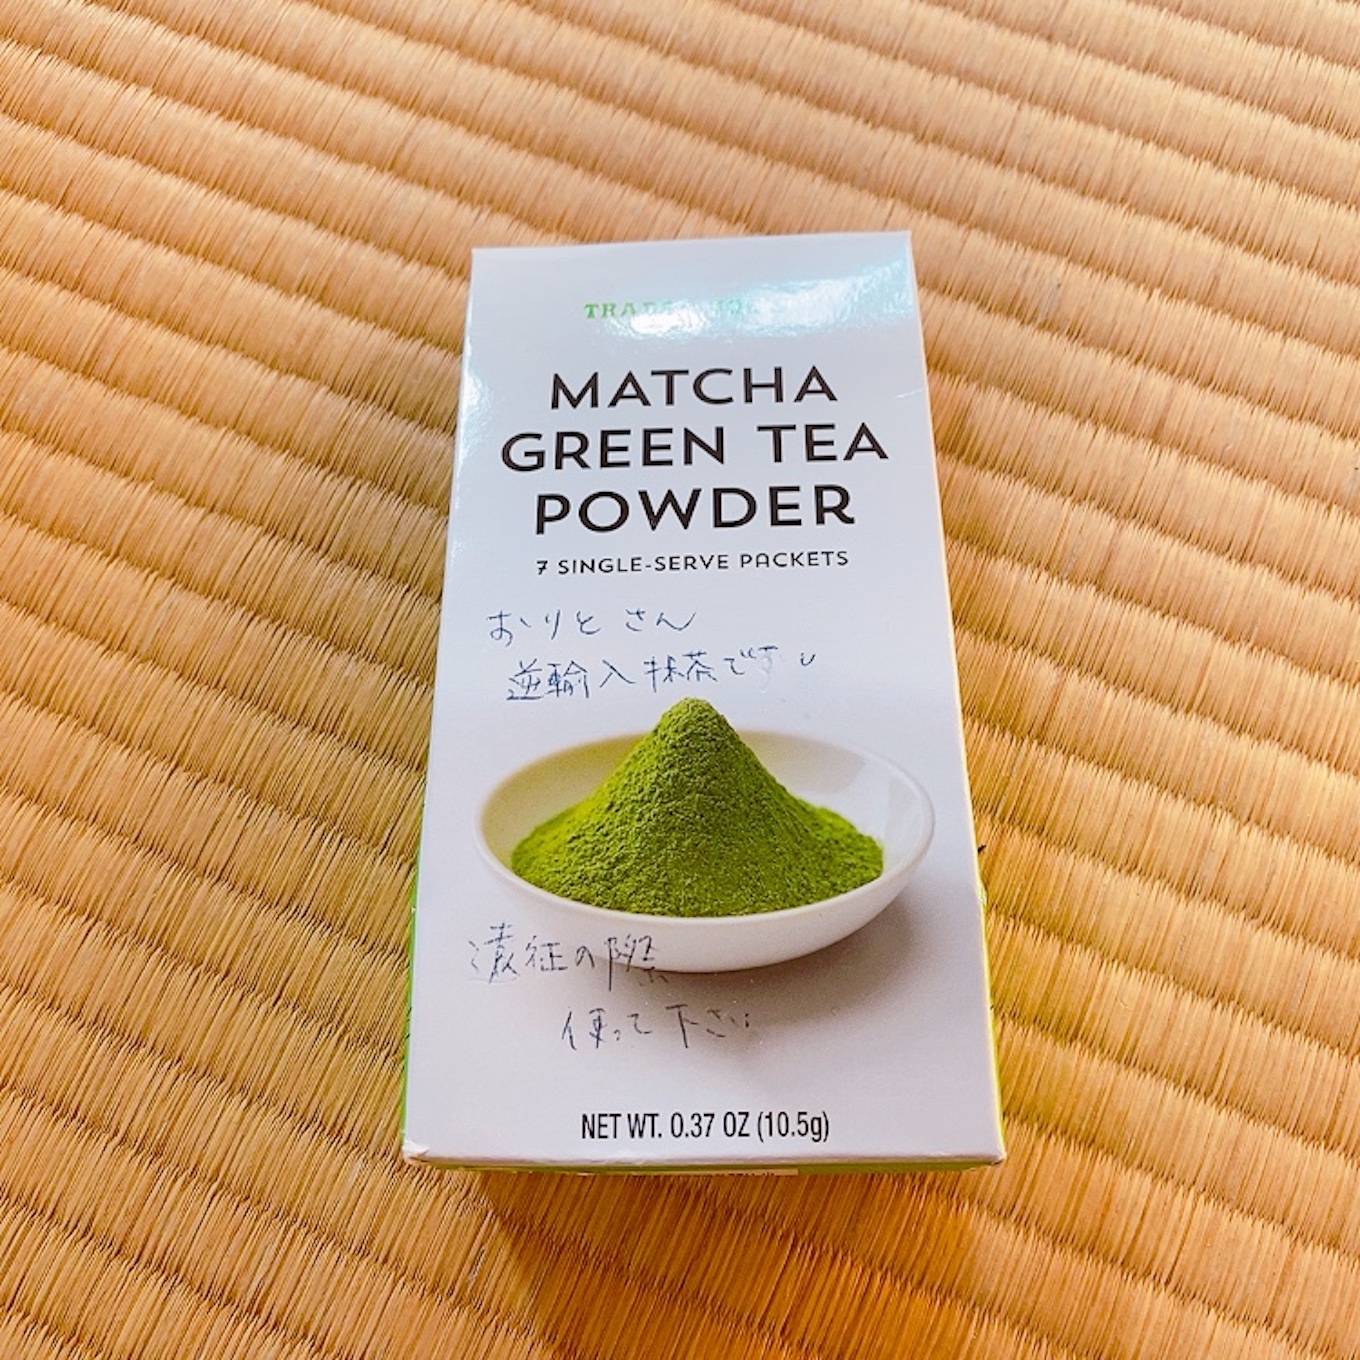 MATCHA
GREEN TEA
POWDER
7 SINGLE-SERVE PACKETS
おりとさん
逆輸入抹茶です
遠征の際
使って下さい
NET WT. 0.37 OZ (10.5g)